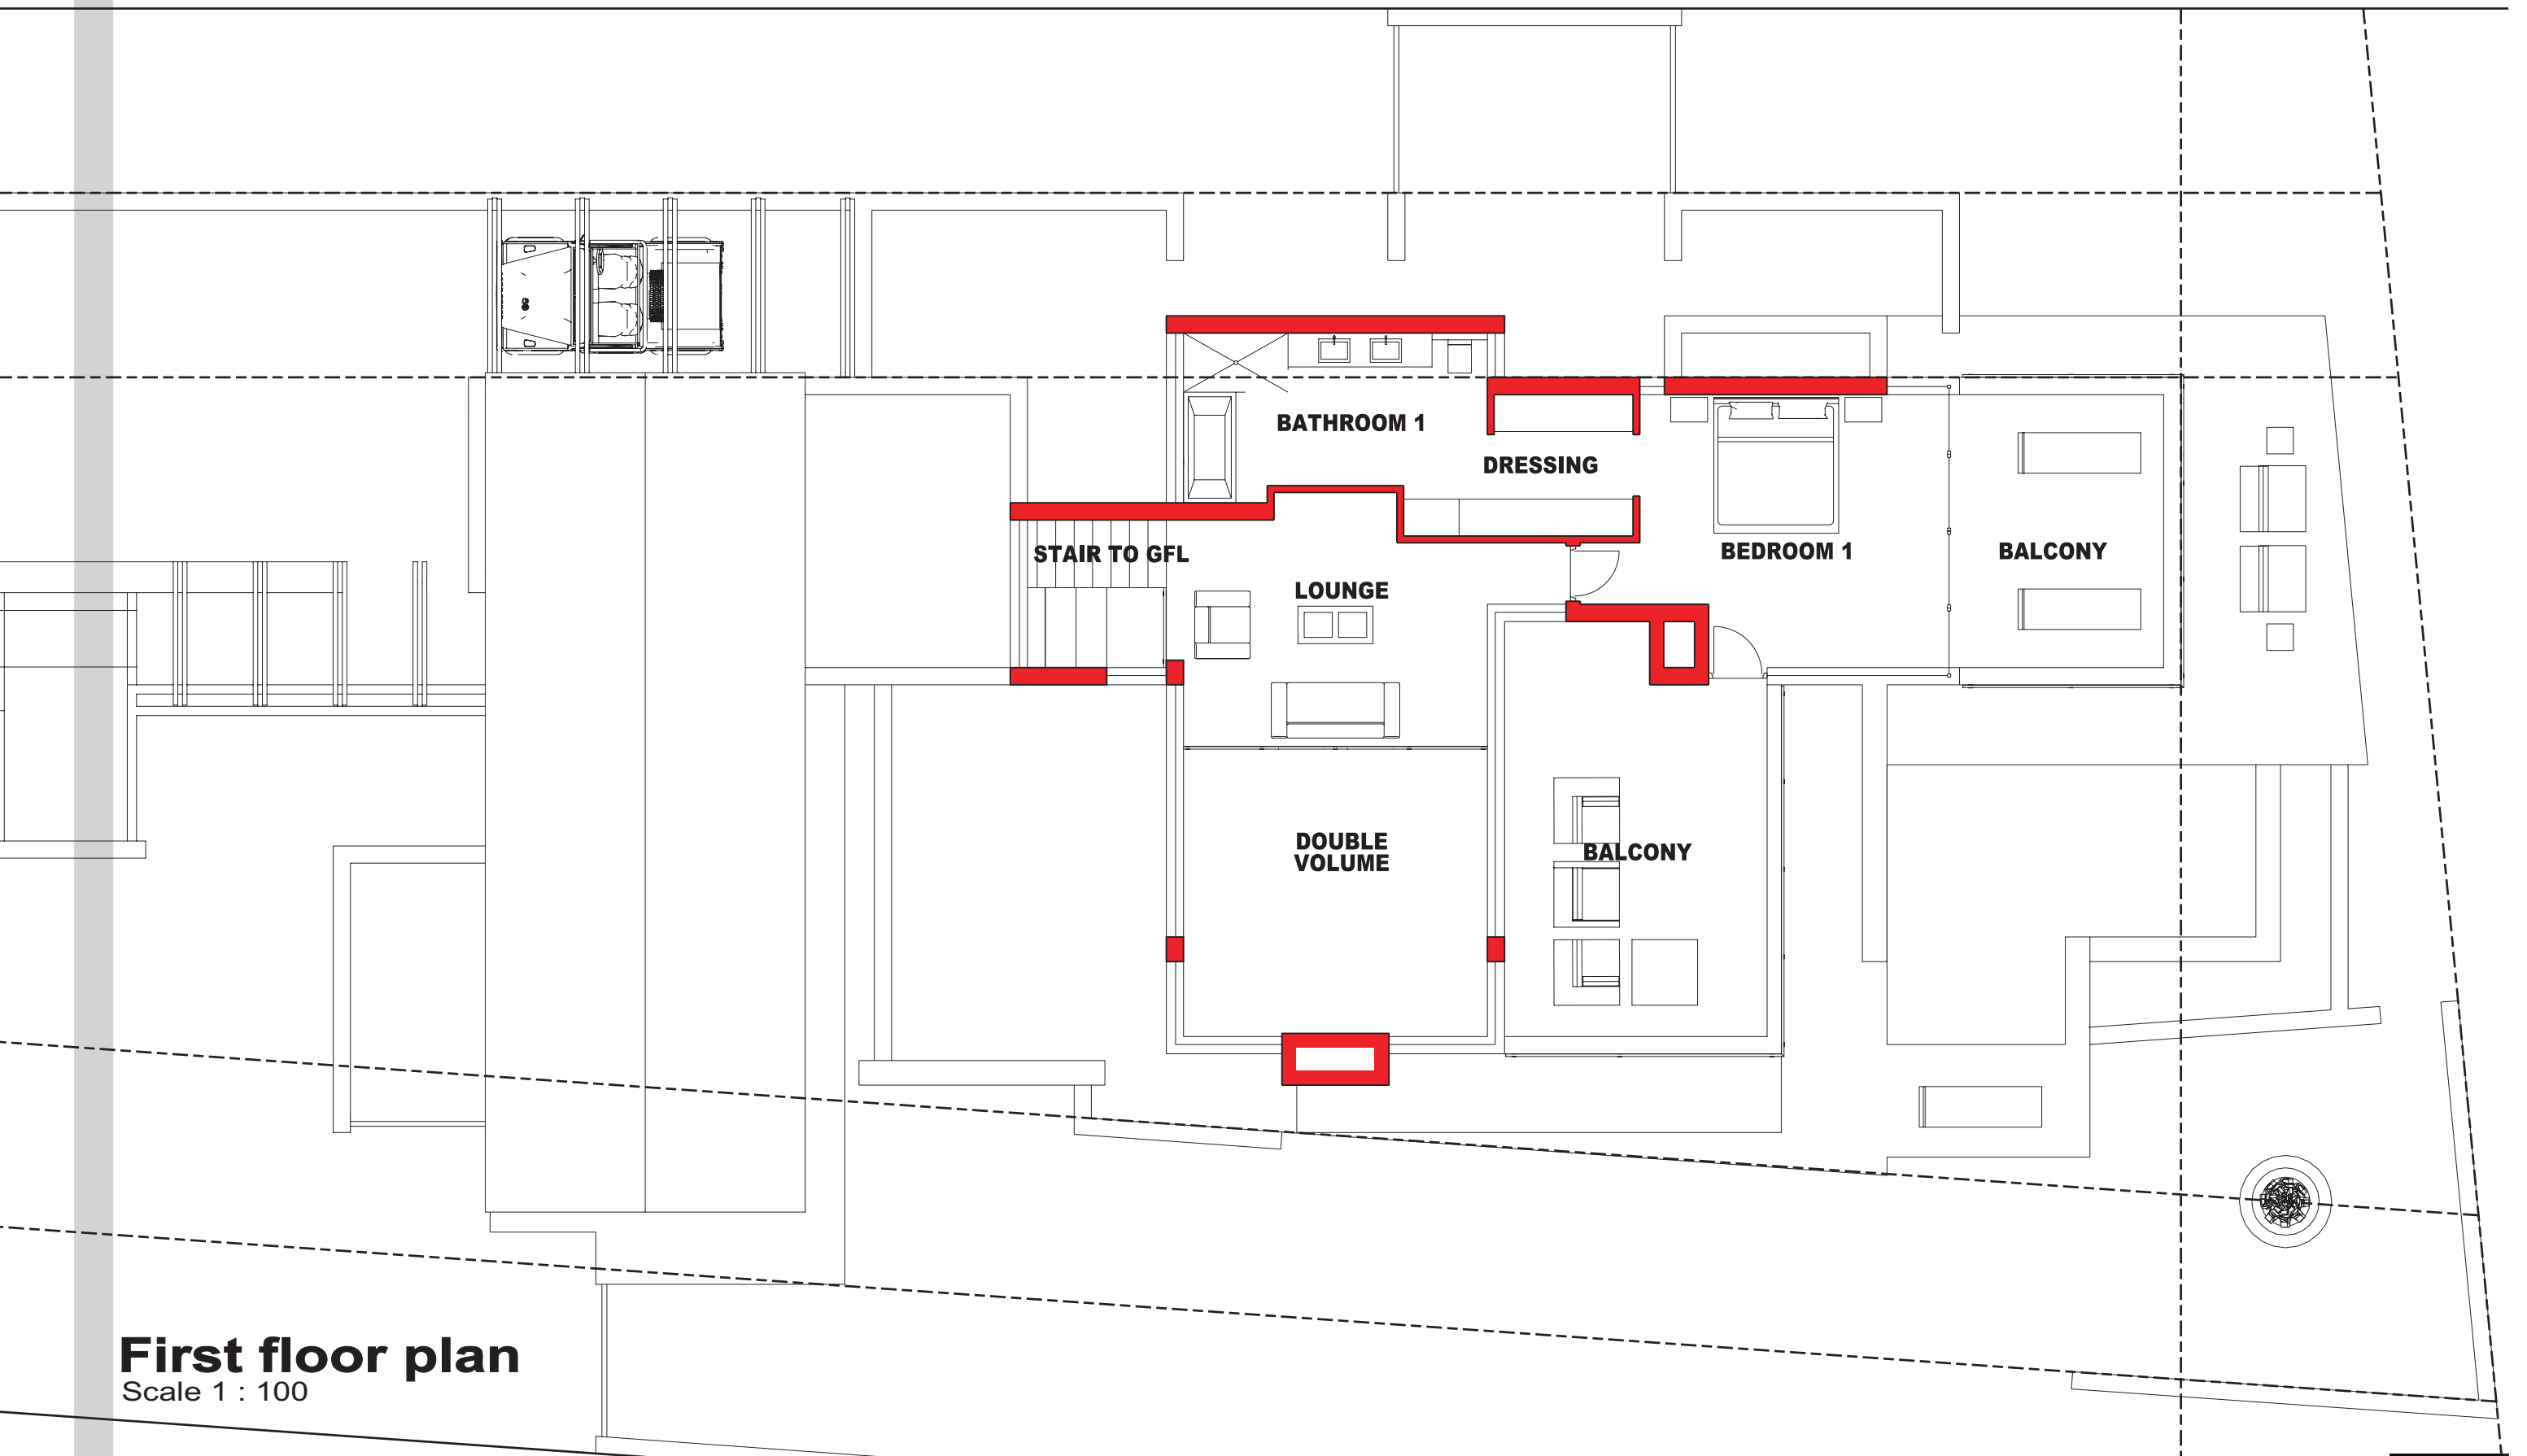 BATHROOM 1
DRESSING
STAIR TO GFL
LOUNGE
BEDROOM 1
BALCONY
DOUBLE
VOLUME
BALCONY
First floor plan
Scale 1 : 100